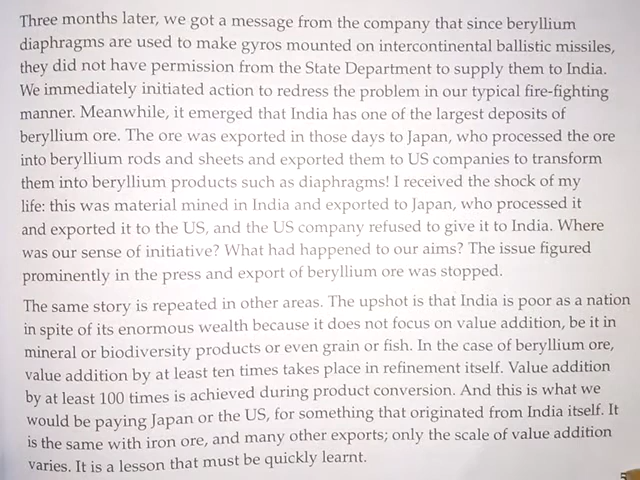 Three months later, we got a message from the company that since beryllium
diaphragms are used to make gyros mounted on intercontinental ballistic missiles,
they did not have permission from the State Department to supply them to India.
We immediately initiated action to redress the problem in our typical fire-fighting
manner. Meanwhile, it emerged that India has one of the largest deposits of
beryllium ore. The ore was exported in those days to Japan, who processed the ore
into beryllium rods and sheets and exported them to US companies to transform
them into beryllium products such as diaphragms! I received the shock of my
life: this was material mined in India and exported to Japan, who processed it
and exported it to the US, and the US company refused to give it to India. Where
was our sense of initiative? What had happened to our aims? The issue figured
prominently in the press and export of beryllium ore was stopped.
The same story is repeated in other areas. The upshot is that India is poor as a nation
in spite of its enormous wealth because it does not focus on value addition, be it in
mineral or biodiversity products or even grain or fish. In the case of beryllium ore,
value addition by at least ten times takes place in refinement itself. Value addition
by at least 100 times is achieved during product conversion. And this is what we
would be paying Japan or the US, for something that originated from India itself. It
is the same with iron ore, and many other exports; only the scale of value addition
varies. It is a lesson that must be quickly learnt.